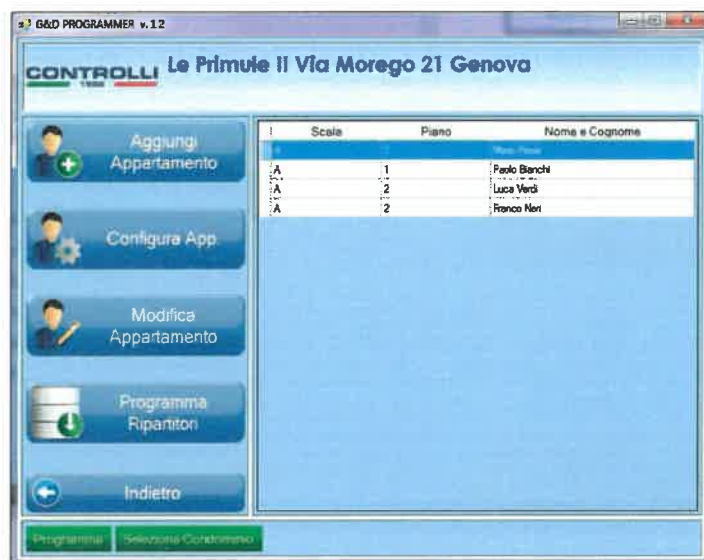 G&D PROGRAMMER v.12
CONTROLLI
Le Primule II Via Morego 21 Genova
Aggiungi
Appartamento
Configura App.
Modifica
Appartamento
Programma
Ripartitori
Indietro
Scala Piano Nome e Cognome
A 1 Paolo Bianchi
A 2 Luca Verdi
A 2 Franco Neri
Programma Seleziona Condominio